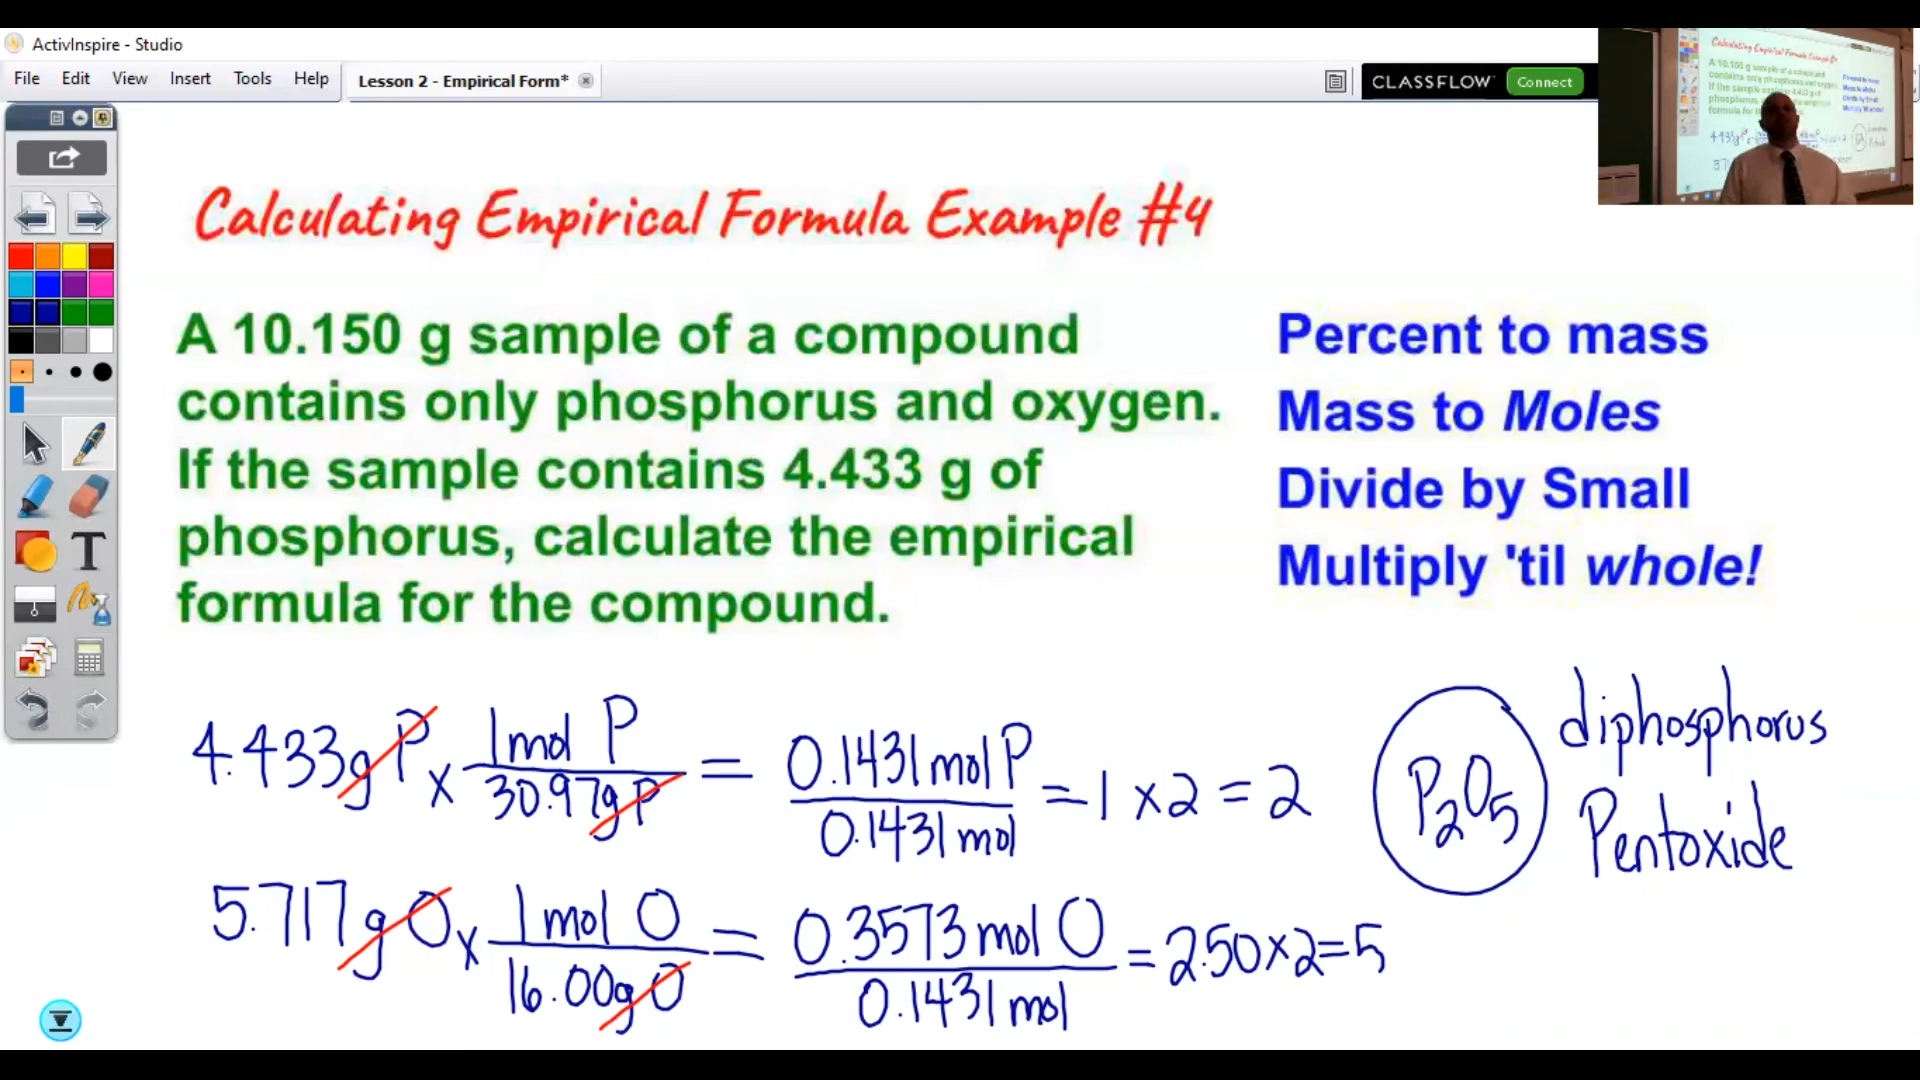 ActivInspire - Studio
File Edit View Insert Tools Help
Lesson 2 - Empirical Form*
CLASSFLOW Connect
Calculating Empirical Formula Example #4
A 10.150 g sample of a compound
contains only phosphorus and oxygen.
If the sample contains 4.433 g of
phosphorus, calculate the empirical
formula for the compound.
Percent to mass
Mass to Moles
Divide by Small
Multiply 'til whole!
4.433g P x 1 mol P / 30.97g P = 0.1431 mol P / 0.1431 mol = 1 x 2 = 2
5.717g O x 1 mol O / 16.00g O = 0.3573 mol O / 0.1431 mol = 2.50 x 2 = 5
P2O5
diphosphorus
Pentoxide